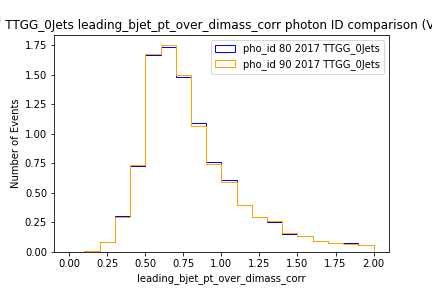 TTGG_0Jets leading_bjet_pt_over_dimass_corr photon ID comparison (V
pho_id 80 2017 TTGG_0Jets
pho_id 90 2017 TTGG_0Jets
Number of Events
1.75
1.50
1.25
1.00
0.75
0.50
0.25
0.00
0.00 0.25 0.50 0.75 1.00 1.25 1.50 1.75 2.00
leading_bjet_pt_over_dimass_corr